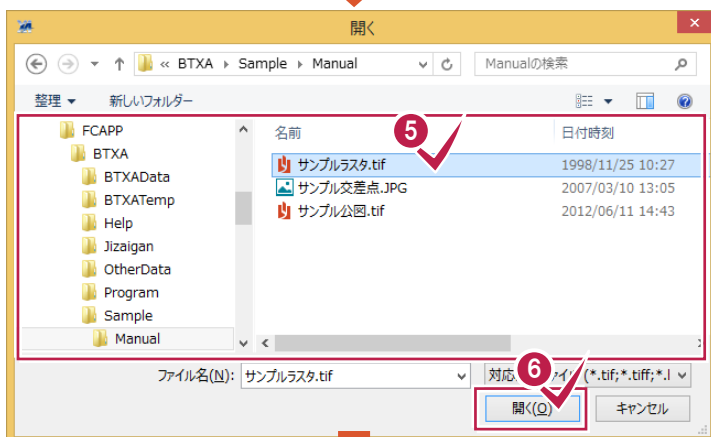 開く
« BTXA ▸ Sample ▸ Manual
Manualの検索
整理 ▼ 新しいフォルダー
FCAPP
BTXA
BTXAData
BTXATemp
Help
Jizaigan
OtherData
Program
Sample
Manual
名前 日付時刻
5
サンプルラスタ.tif 1998/11/25 10:27
サンプル交差点.JPG 2007/03/10 13:05
サンプル公図.tif 2012/06/11 14:43
ファイル名(N): サンプルラスタ.tif
対応 (*.tif;*.tiff;*.
6
開く(O) キャンセル